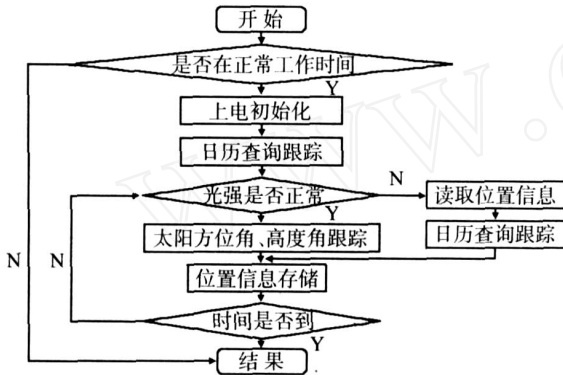 开始
是否在正常工作时间
Y
上电初始化
日历查询跟踪
光强是否正常
N
读取位置信息
Y
太阳方位角、高度角跟踪
日历查询跟踪
N
N
位置信息存储
时间是否到
Y
结果
www.